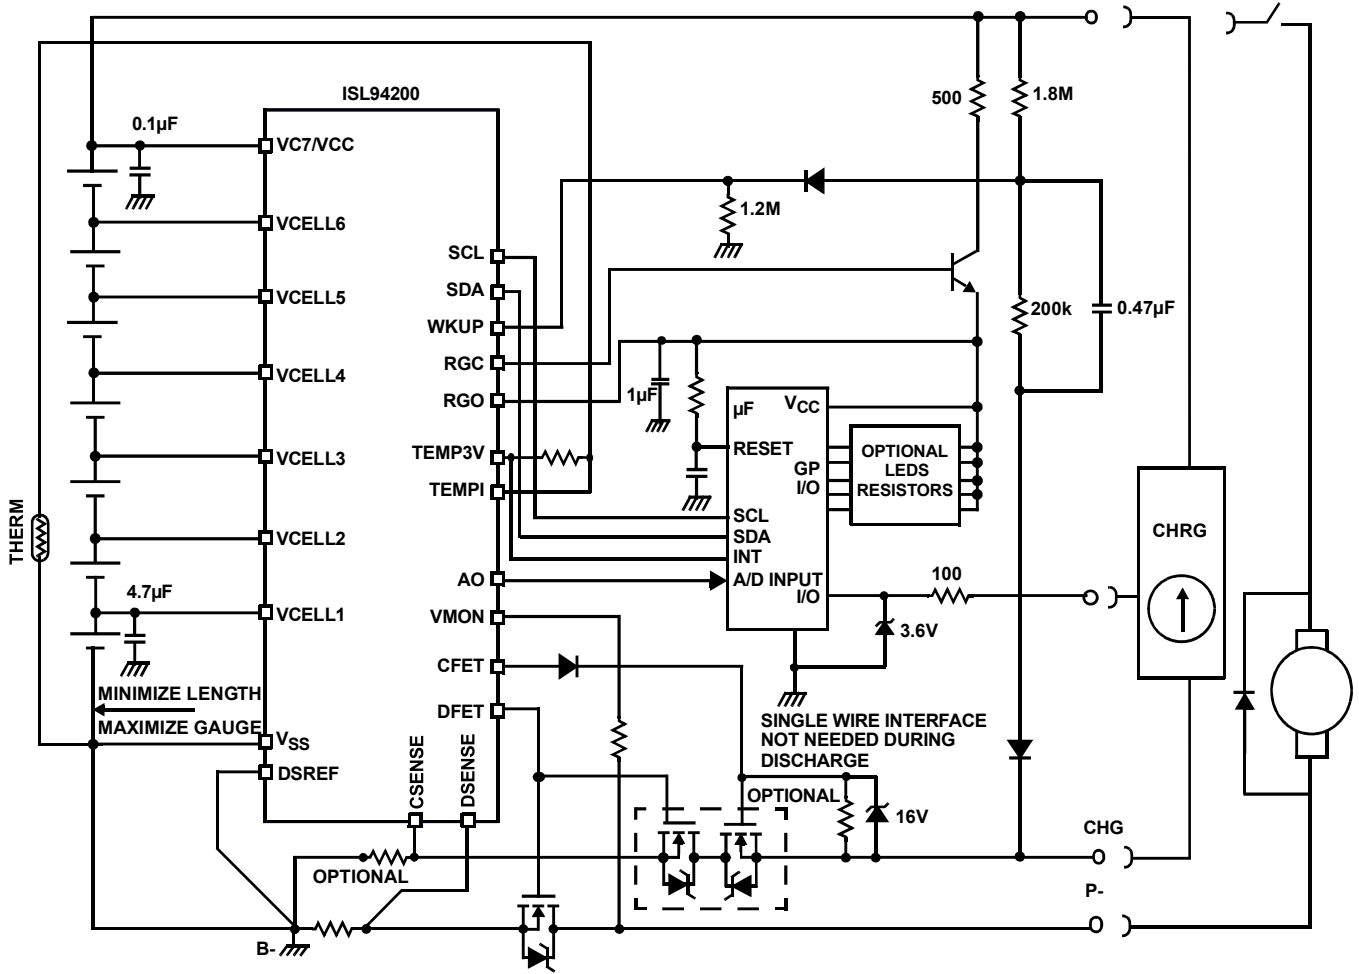 ISL94200
500
1.8M
0.1µF
VC7/VCC
1.2M
VCELL6
SCL
SDA
VCELL5
WKUP
200k
0.47µF
RGC
VCELL4
RGO
1µF
µF
VCC
TEMP3V
RESET
OPTIONAL
LEDS
RESISTORS
GP
I/O
VCELL3
TEMPI
SCL
SDA
INT
THERM
VCELL2
CHRG
AO
A/D INPUT
I/O
100
4.7µF
VCELL1
VMON
3.6V
CFET
MINIMIZE LENGTH
MAXIMIZE GAUGE
DFET
SINGLE WIRE INTERFACE
NOT NEEDED DURING
DISCHARGE
VSS
DSREF
CSENSE
DSENSE
OPTIONAL
16V
CHG
OPTIONAL
P-
B-